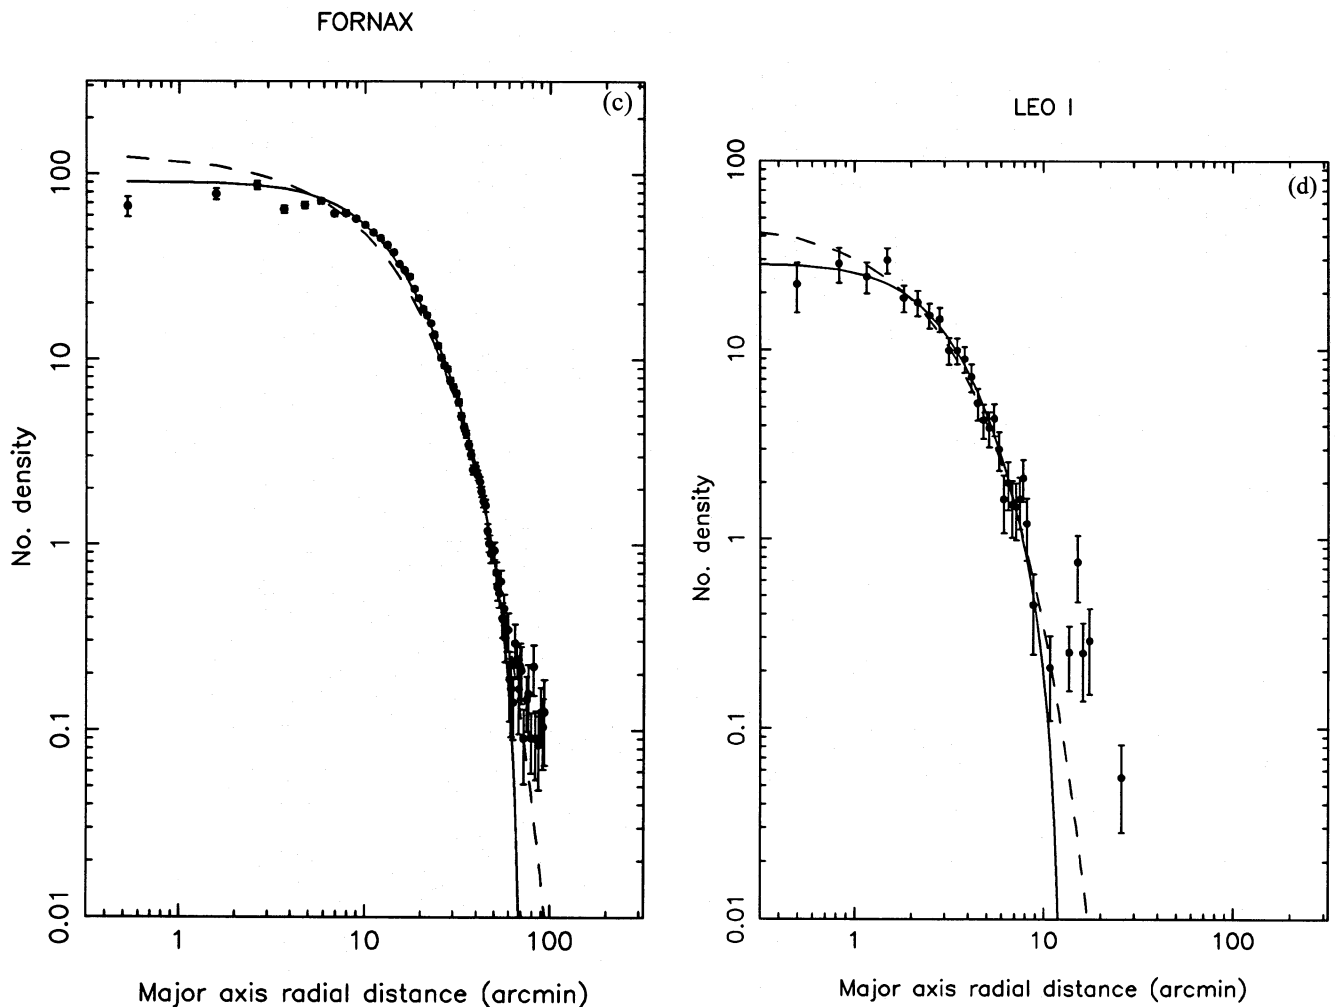 FORNAX
(c)
100
10
1
0.1
0.01
No. density
1
10
100
Major axis radial distance (arcmin)
LEO I
(d)
100
10
1
0.1
0.01
No. density
1
10
100
Major axis radial distance (arcmin)